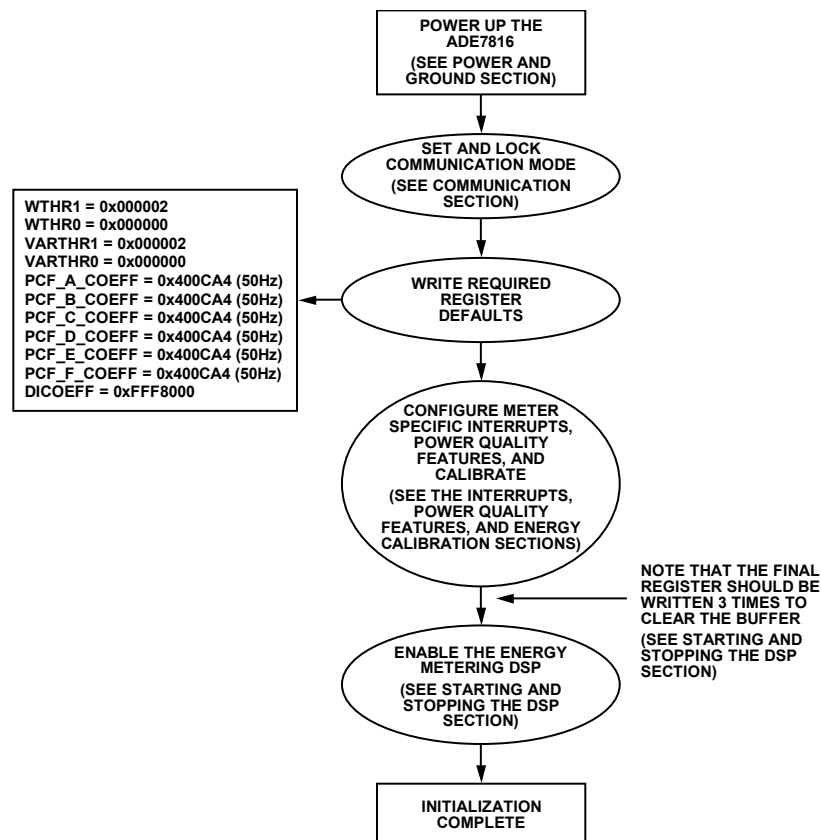 POWER UP THE
ADE7816
(SEE POWER AND
GROUND SECTION)
SET AND LOCK
COMMUNICATION MODE
(SEE COMMUNICATION
SECTION)
WTHR1 = 0x000002
WTHR0 = 0x000000
VARTHR1 = 0x000002
VARTHR0 = 0x000000
PCF_A_COEFF = 0x400CA4 (50Hz)
PCF_B_COEFF = 0x400CA4 (50Hz)
PCF_C_COEFF = 0x400CA4 (50Hz)
PCF_D_COEFF = 0x400CA4 (50Hz)
PCF_E_COEFF = 0x400CA4 (50Hz)
PCF_F_COEFF = 0x400CA4 (50Hz)
DICOEFF = 0xFFF8000
WRITE REQUIRED
REGISTER
DEFAULTS
CONFIGURE METER
SPECIFIC INTERRUPTS,
POWER QUALITY
FEATURES, AND
CALIBRATE
(SEE THE INTERRUPTS,
POWER QUALITY
FEATURES, AND ENERGY
CALIBRATION SECTIONS)
NOTE THAT THE FINAL
REGISTER SHOULD BE
WRITTEN 3 TIMES TO
CLEAR THE BUFFER
(SEE STARTING AND
STOPPING THE DSP
SECTION)
ENABLE THE ENERGY
METERING DSP
(SEE STARTING AND
STOPPING THE DSP
SECTION)
INITIALIZATION
COMPLETE